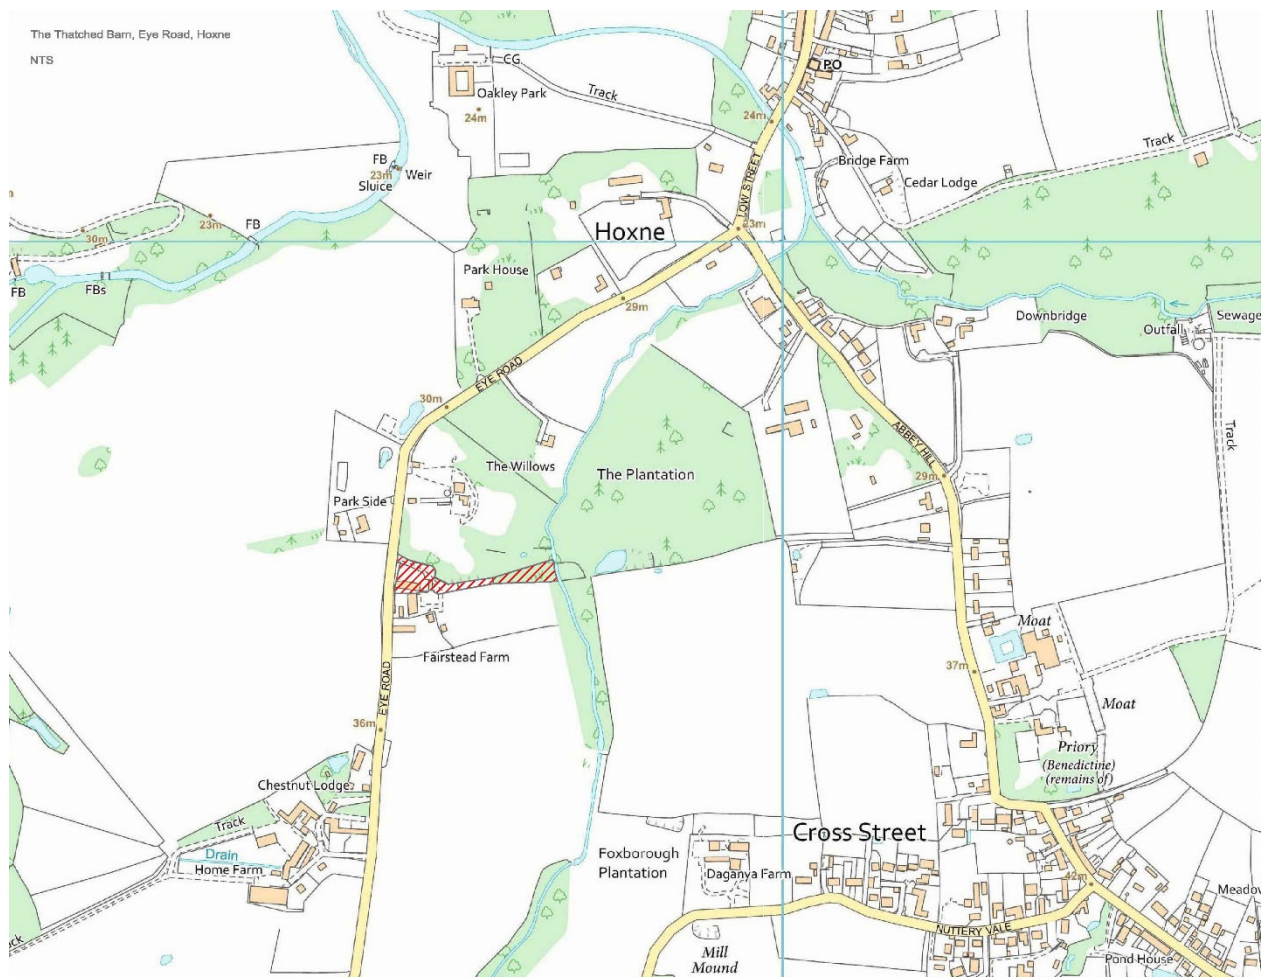 The Thatched Barn, Eye Road, Hoxne
NTS
CG
Oakley Park
24m
Track
PO
24m
Track
FB
23m
Weir
Sluice
Bridge Farm
Cedar Lodge
LOW STREET
23m
FB
30m
Hoxne
23m
Park House
FB
FBs
29m
Downbridge
Outfall
Sewage
EYE ROAD
30m
ABBEY HILL
Track
The Willows
The Plantation
29m
Park Side
Moat
Fairstead Farm
EYE ROAD
37m
Moat
36m
Priory
(Benedictine)
(remains of)
Chestnut Lodge
Track
Cross Street
Drain
Home Farm
Foxborough
Plantation
Daganya Farm
42m
Meadow
NUTTERY VALE
Mill
Mound
Pond House